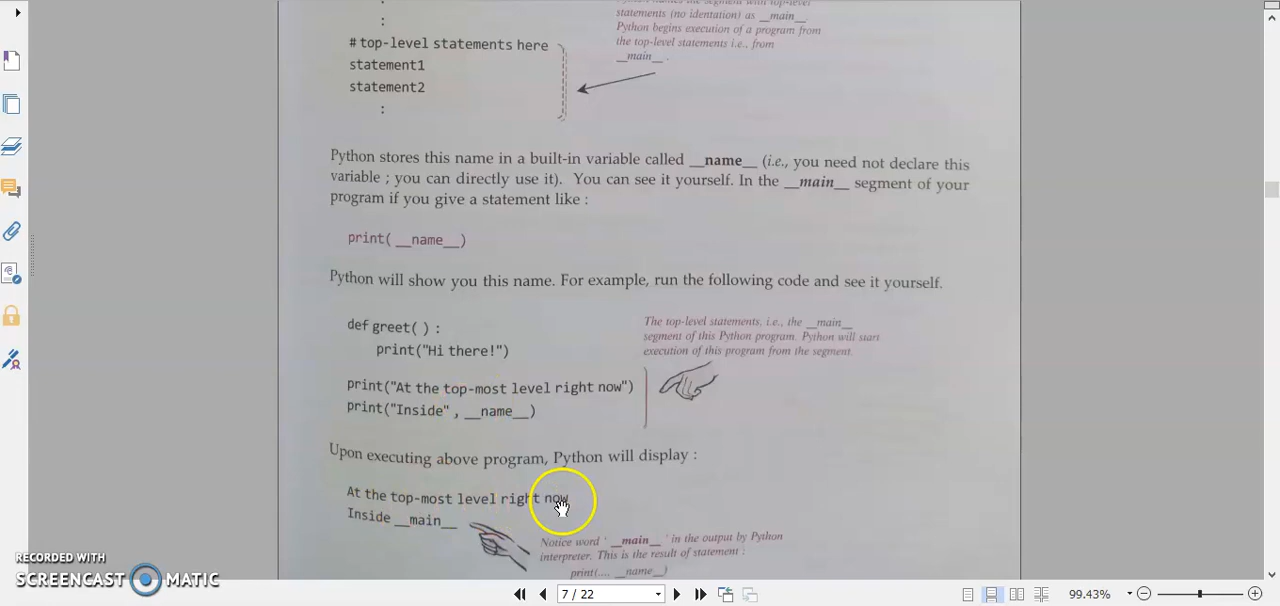 Python names the segment with top-level
statements (no identation) as __main__
Python begins execution of a program from
the top-level statements i.e., from
__main__ .
:
:
# top-level statements here
statement1
statement2
:
Python stores this name in a built-in variable called __name__ (i.e., you need not declare this
variable ; you can directly use it). You can see it yourself. In the __main__ segment of your
program if you give a statement like :
print( __name__)
Python will show you this name. For example, run the following code and see it yourself.
def greet( ) :
print("Hi there!")
print("At the top-most level right now")
print("Inside" , __name__)
The top-level statements, i.e., the __main__
segment of this Python program. Python will start
execution of this program from the segment.
Upon executing above program, Python will display :
At the top-most level right now
Inside __main__
Notice word ' __main__ ' in the output by Python
interpreter. This is the result of statement :
print(.... __name__)
RECORDED WITH
SCREENCAST MATIC
7 / 22
99.43%